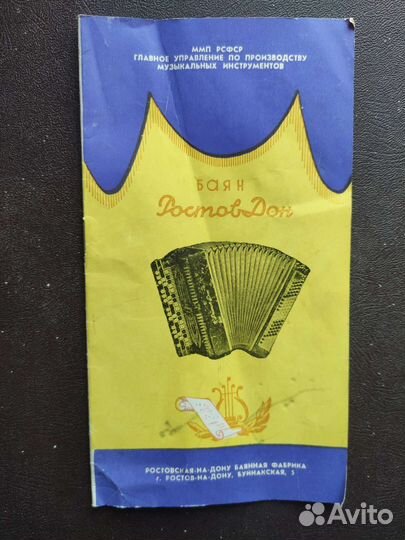 ММП РСФСР
ГЛАВНОЕ УПРАВЛЕНИЕ ПО ПРОИЗВОДСТВУ
МУЗЫКАЛЬНЫХ ИНСТРУМЕНТОВ
БАЯН
Ростов Дон
РОСТОВСКАЯ-НА-ДОНУ БАЯННАЯ ФАБРИКА
г. РОСТОВ-НА-ДОНУ, БУЙНАКСКАЯ, 5
Avito